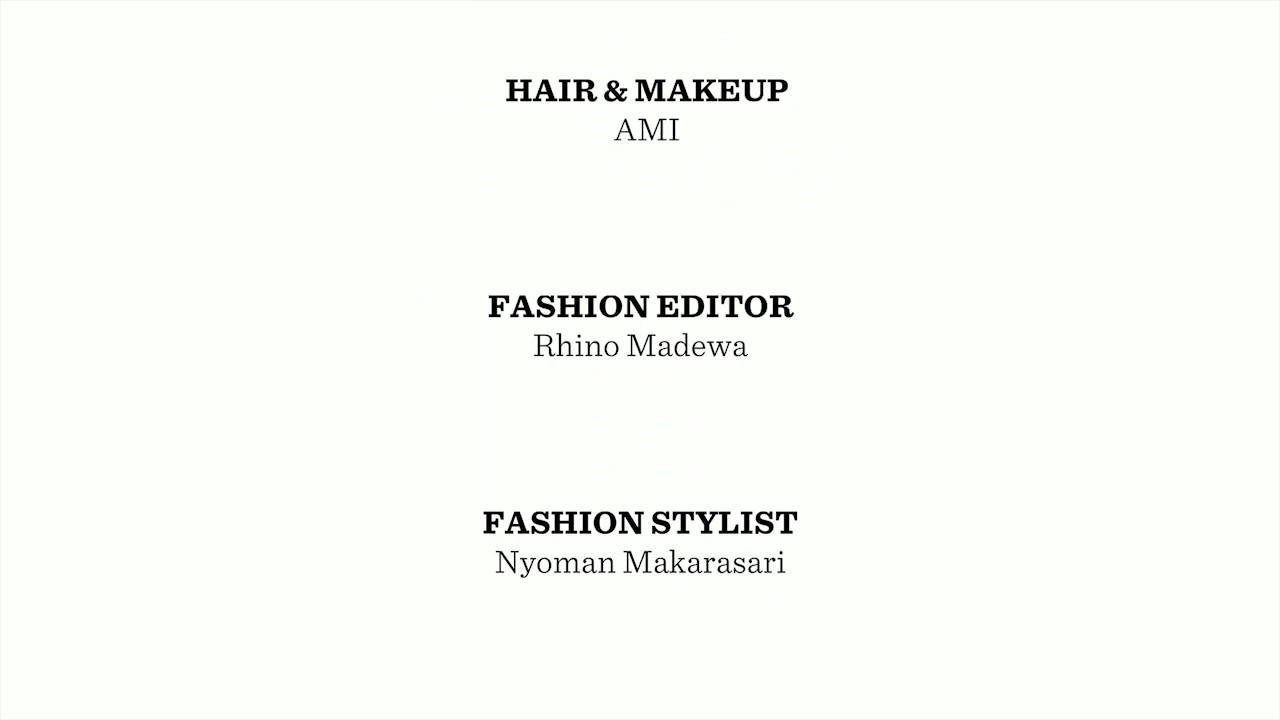 HAIR & MAKEUP
AMI
FASHION EDITOR
Rhino Madewa
FASHION STYLIST
Nyoman Makarasari